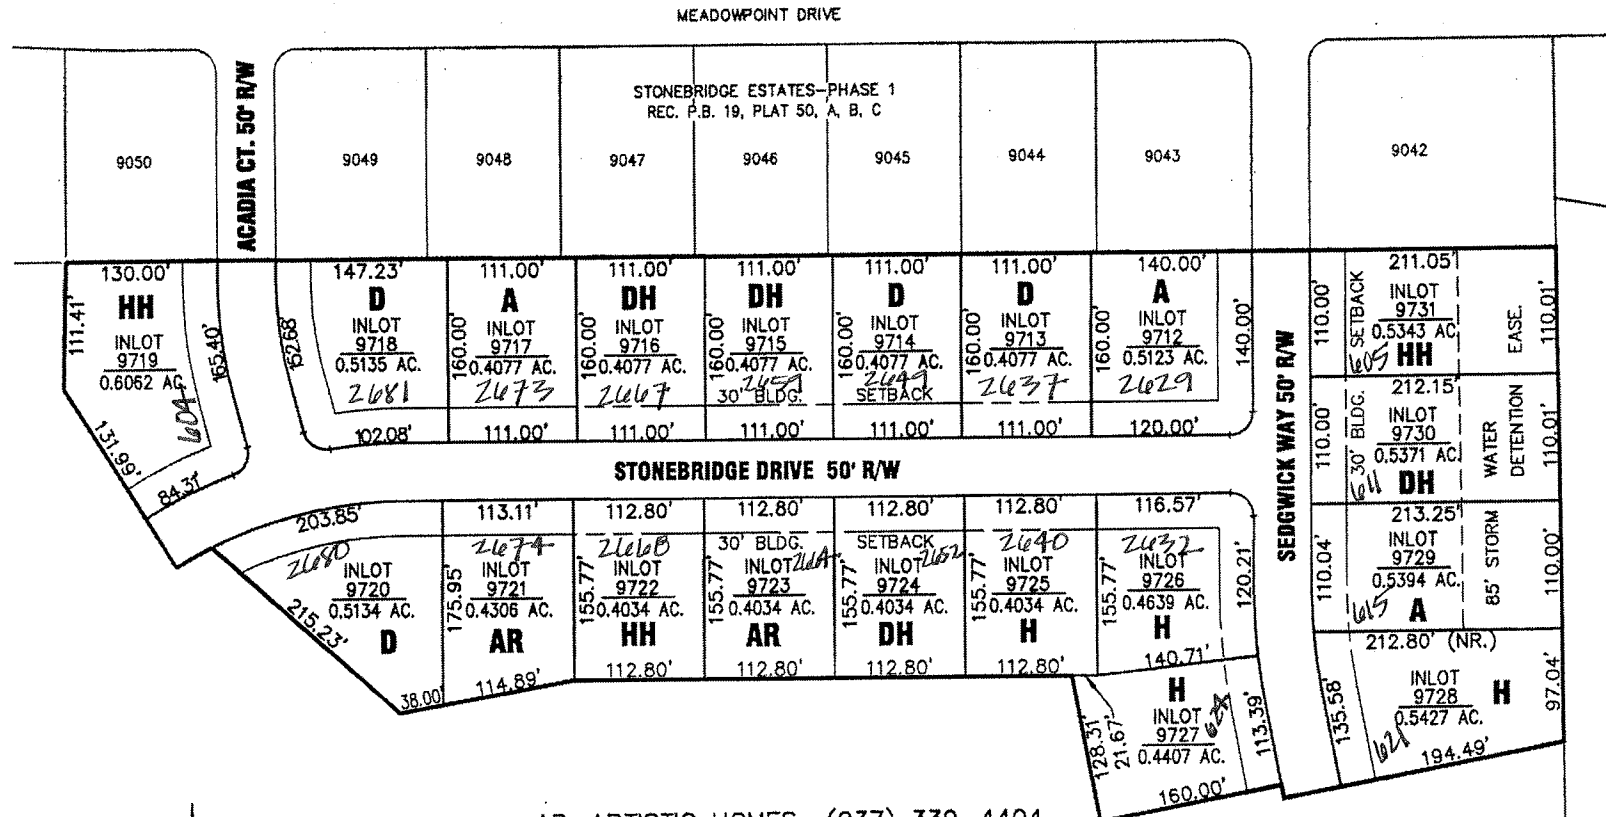 MEADOWPOINT DRIVE
STONEBRIDGE ESTATES-PHASE 1
REC. P.B. 19, PLAT 50, A, B, C
ACADIA CT. 50' R/W
9050
9049
9048
9047
9046
9045
9044
9043
9042
130.00'
HH
INLOT
9719
0.6062 AC.
604
111.41'
165.40'
131.99'
84.31'
152.68'
147.23'
D
INLOT
9718
0.5135 AC.
2681
102.08'
111.00'
A
160.00'
INLOT
9717
0.4077 AC.
2673
111.00'
111.00'
DH
160.00'
INLOT
9716
0.4077 AC.
2667
111.00'
111.00'
DH
160.00'
INLOT
9715
0.4077 AC.
2659
30' BLDG.
111.00'
111.00'
D
160.00'
INLOT
9714
0.4077 AC.
2649
SETBACK
111.00'
111.00'
D
160.00'
INLOT
9713
0.4077 AC.
2637
111.00'
140.00'
A
160.00'
INLOT
9712
0.5123 AC.
2629
140.00'
120.00'
STONEBRIDGE DRIVE 50' R/W
SEDGWICK WAY 50' R/W
211.05'
110.00'
SETBACK
INLOT
9731
0.5343 AC.
605
HH
EASE.
110.01'
212.15'
110.00'
30' BLDG.
INLOT
9730
0.5371 AC.
611
DH
WATER
DETENTION
110.01'
213.25'
110.04'
INLOT
9729
0.5394 AC.
615
A
85' STORM
110.00'
212.80' (NR.)
135.58'
INLOT
9728
0.5427 AC.
H
621
97.04'
194.49'
203.85'
2680
INLOT
9720
0.5134 AC.
D
215.23'
38.00'
113.11'
2674
175.95'
INLOT
9721
0.4306 AC.
AR
114.89'
112.80'
2668
155.77'
INLOT
9722
0.4034 AC.
HH
112.80'
112.80'
30' BLDG.
155.77'
INLOT
9723
0.4034 AC.
AR
112.80'
112.80'
SETBACK
2652
155.77'
INLOT
9724
0.4034 AC.
DH
112.80'
112.80'
2640
155.77'
INLOT
9725
0.4034 AC.
H
112.80'
116.57'
2632
155.77'
INLOT
9726
0.4639 AC.
H
120.21'
140.71'
H
INLOT
9727
0.4407 AC.
128.31'
21.67'
113.39'
160.00'